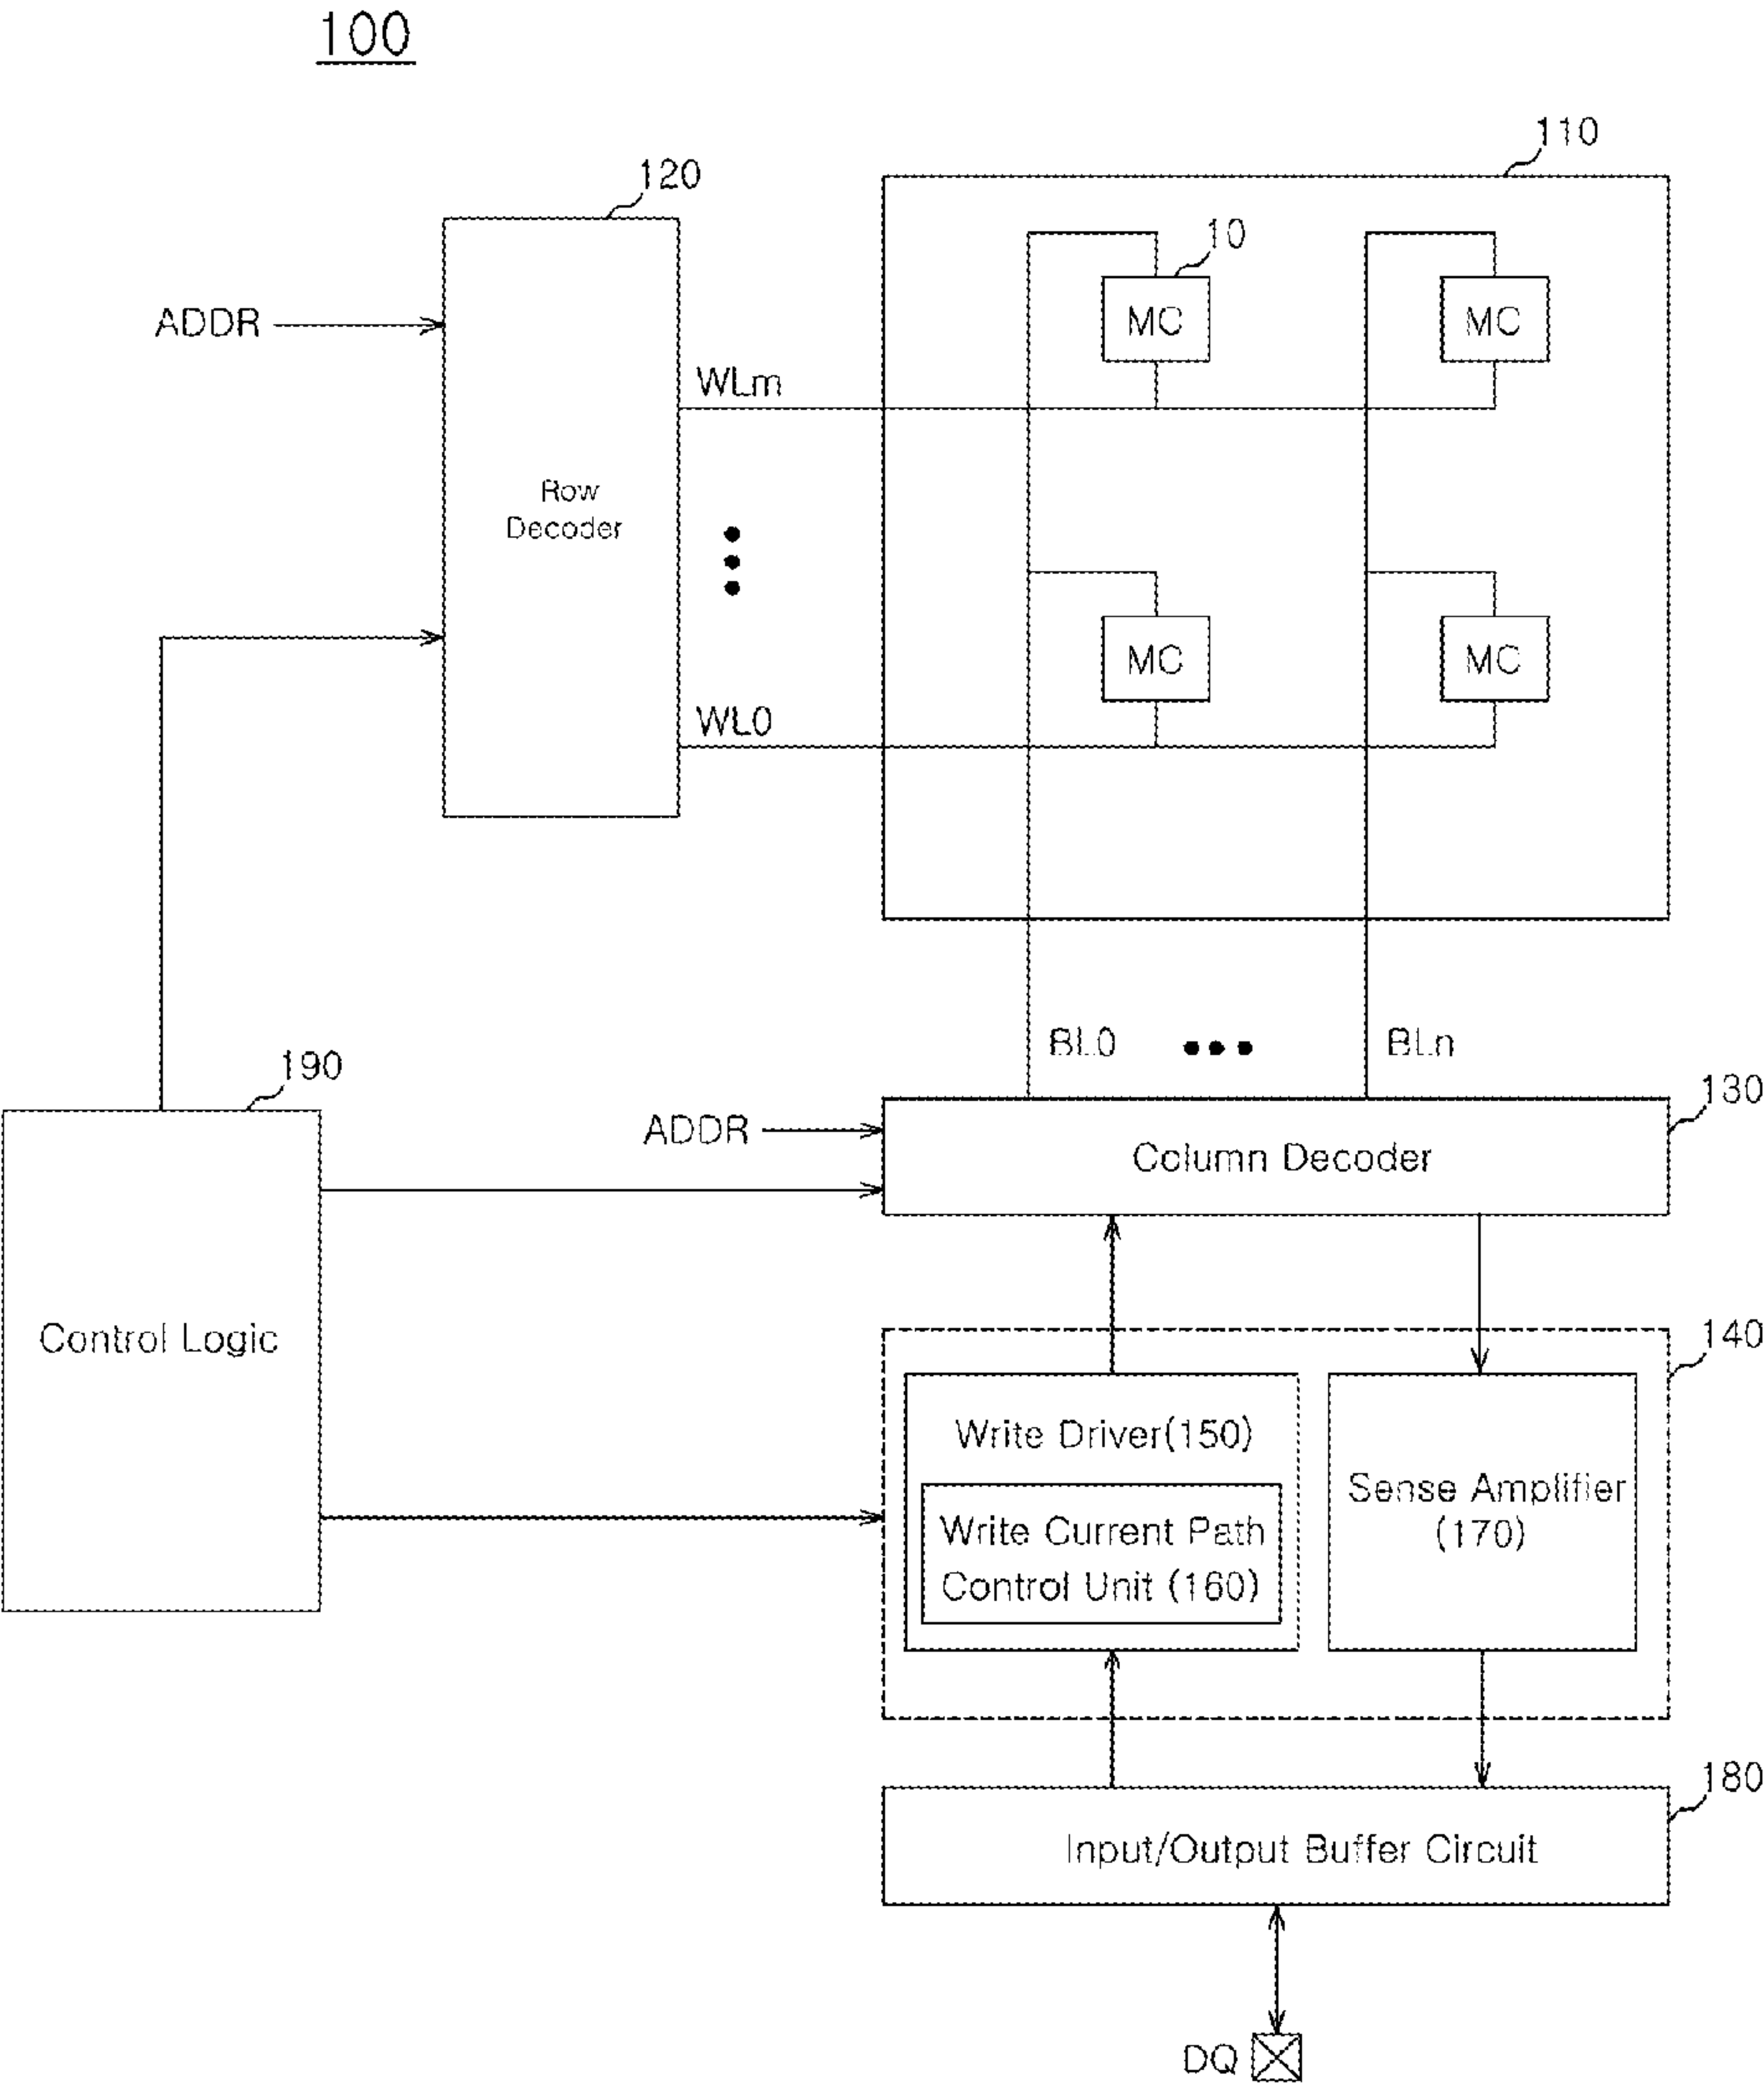 100
110
120
10
MC
MC
ADDR
WLm
Row
Decoder
MC
MC
WL0
BL0
BLn
190
130
ADDR
Column Decoder
Control Logic
140
Write Driver(150)
Sense Amplifier
(170)
Write Current Path
Control Unit (160)
180
Input/Output Buffer Circuit
DQ